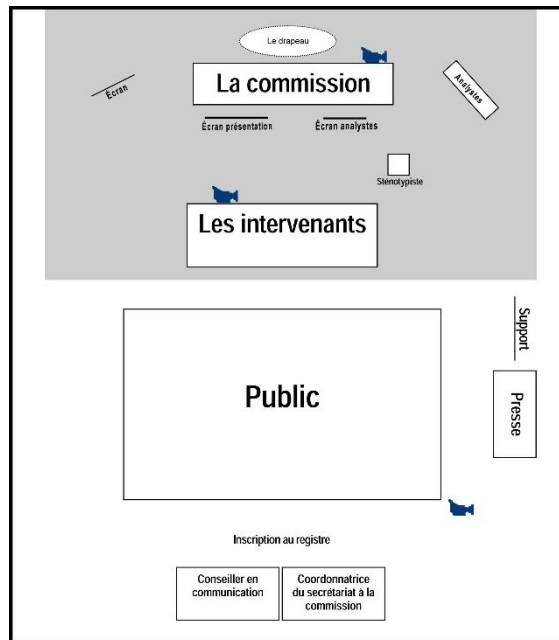 Le drapeau
La commission
Écran
Analystes
Écran présentation
Écran analystes
Sténotypiste
Les intervenants
Support
Public
Presse
Inscription au registre
Conseiller en
communication
Coordonnatrice
du secrétariat à la
commission